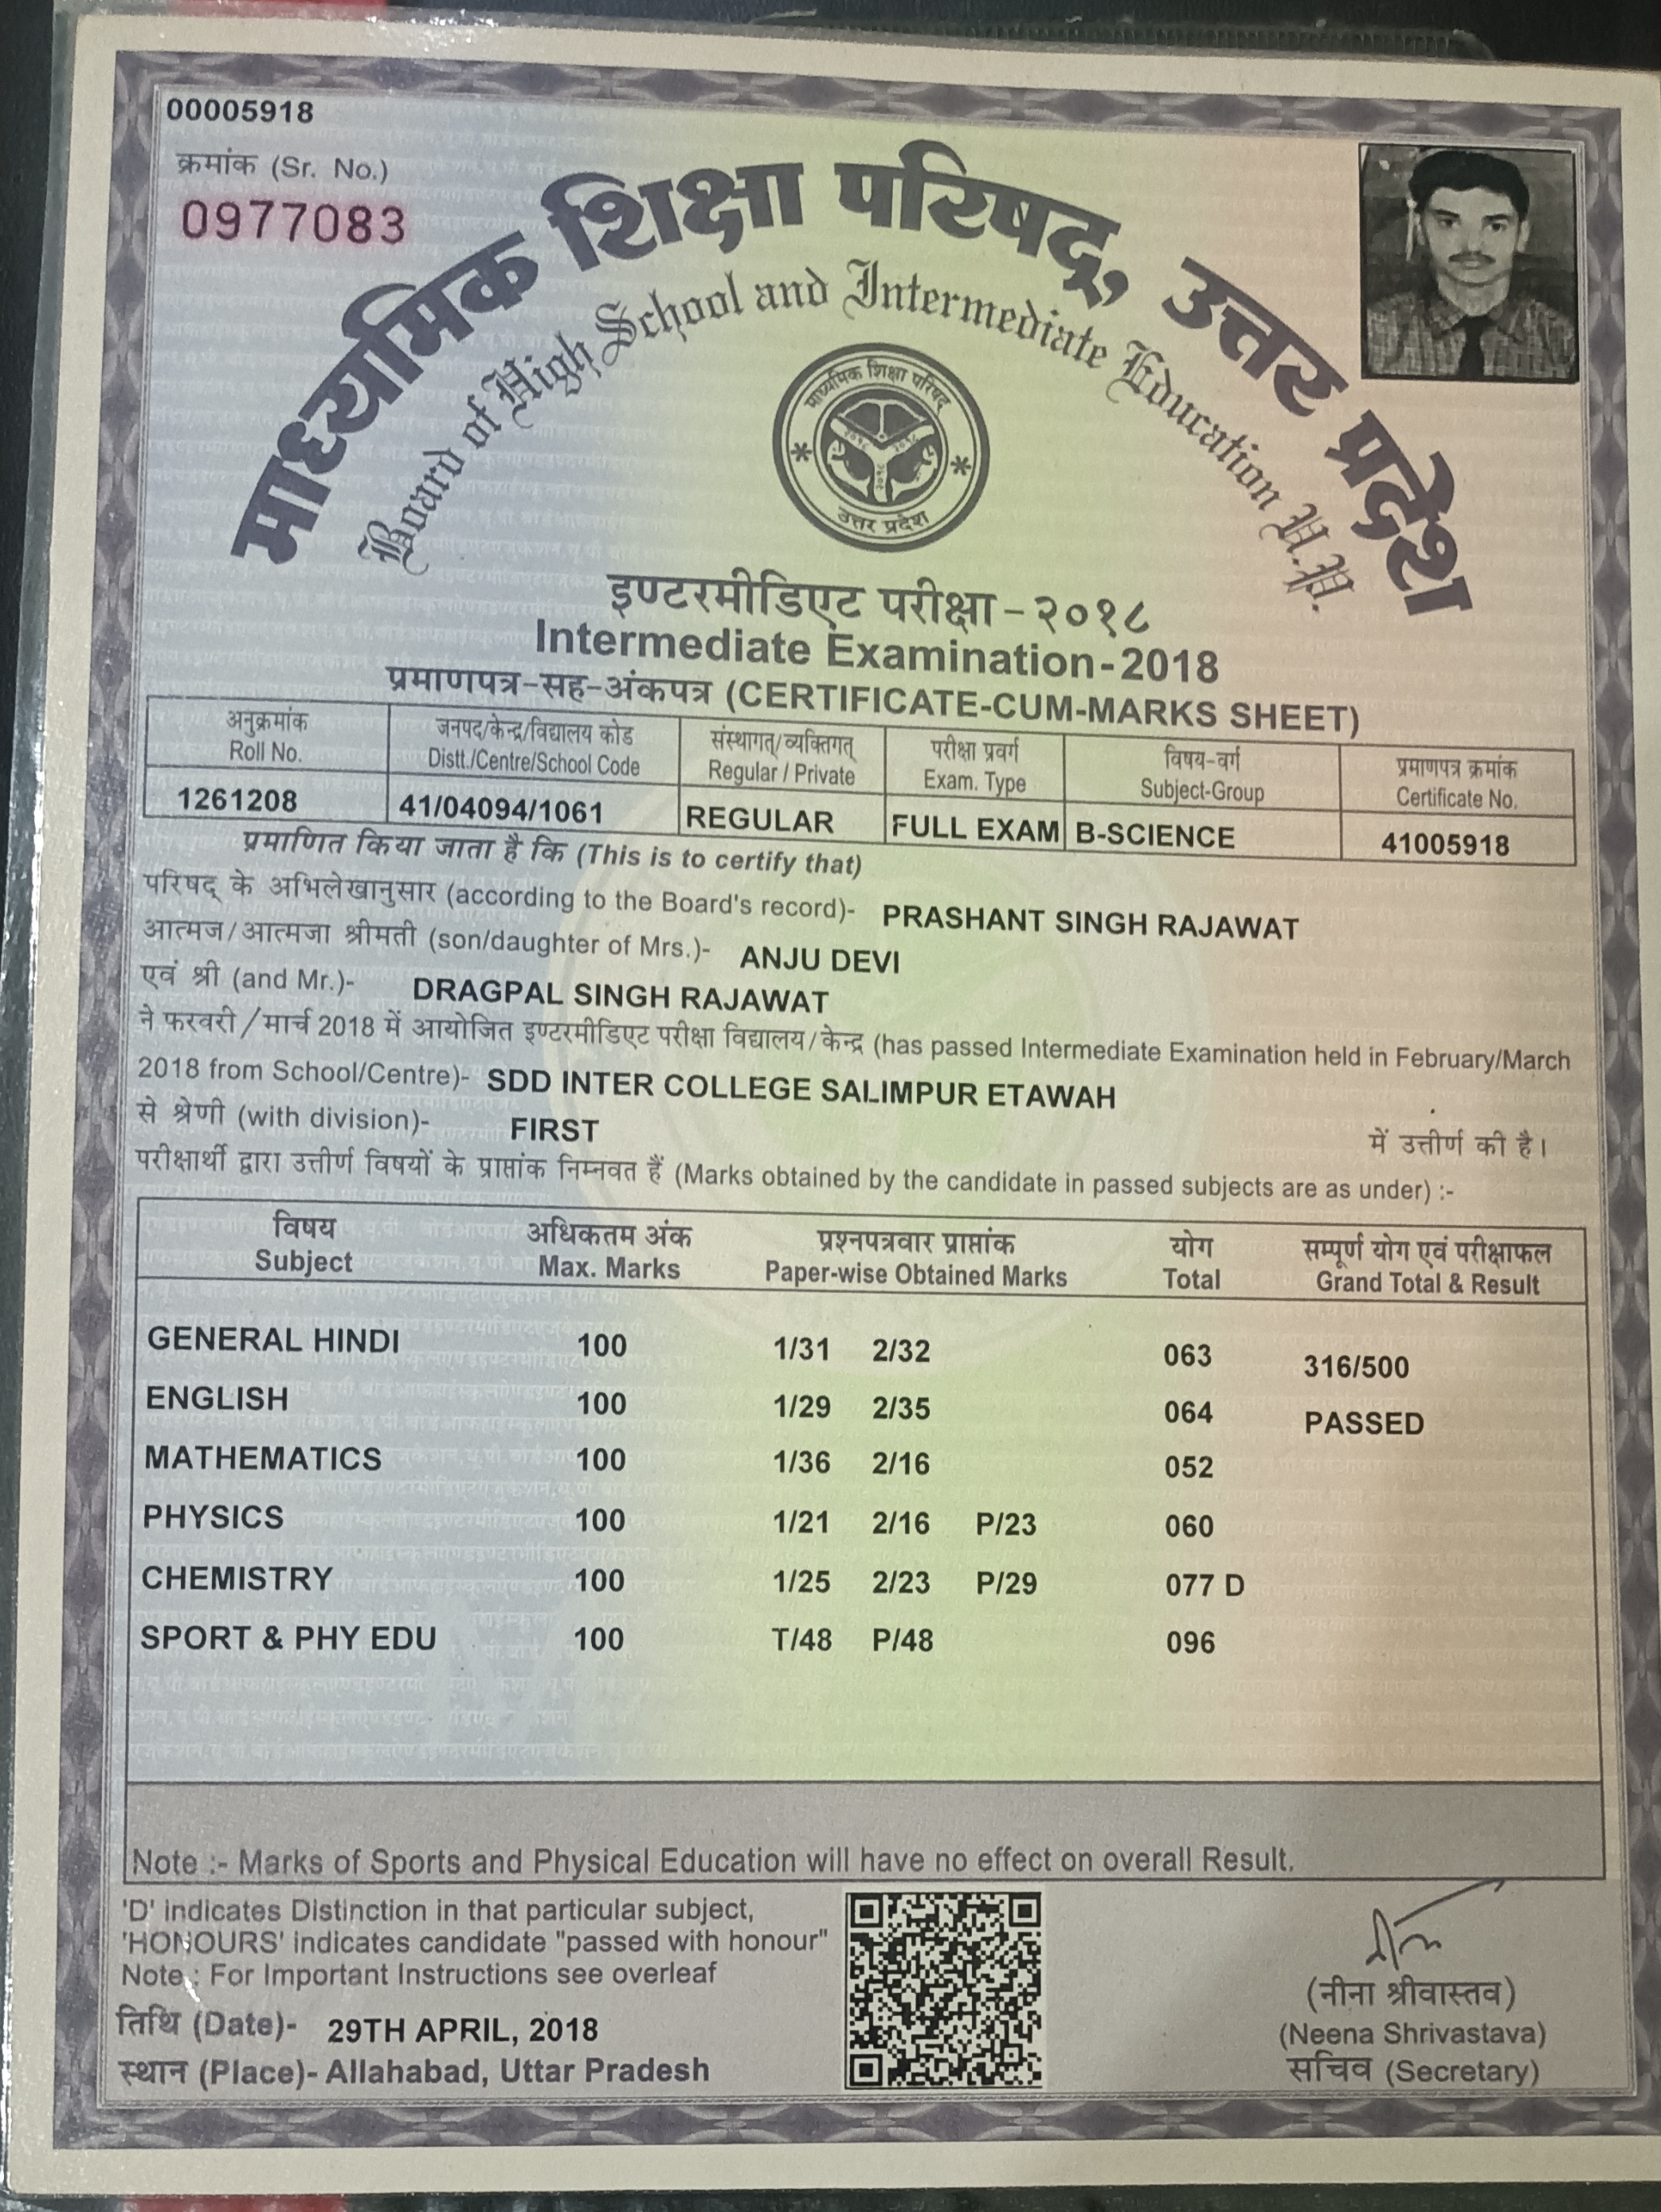 00005918
क्रमांक (Sr. No.)
0977083
माध्यमिक शिक्षा परिषद्, उत्तर प्रदेश
Board of High School and Intermediate Education U.P.
माध्यमिक शिक्षा परिषद्
उत्तर प्रदेश
इण्टरमीडिएट परीक्षा-२०१८
Intermediate Examination-2018
प्रमाणपत्र-सह-अंकपत्र (CERTIFICATE-CUM-MARKS SHEET)
अनुक्रमांक जनपद/केन्द्र/विद्यालय कोड संस्थागत्/व्यक्तिगत् परीक्षा प्रवर्ग विषय-वर्ग प्रमाणपत्र क्रमांक
Roll No. Distt./Centre/School Code Regular / Private Exam. Type Subject-Group Certificate No.
1261208 41/04094/1061 REGULAR FULL EXAM B-SCIENCE 41005918
प्रमाणित किया जाता है कि (This is to certify that)
परिषद् के अभिलेखानुसार (according to the Board's record)- PRASHANT SINGH RAJAWAT
आत्मज/आत्मजा श्रीमती (son/daughter of Mrs.)- ANJU DEVI
एवं श्री (and Mr.)- DRAGPAL SINGH RAJAWAT
ने फरवरी/मार्च 2018 में आयोजित इण्टरमीडिएट परीक्षा विद्यालय/केन्द्र (has passed Intermediate Examination held in February/March
2018 from School/Centre)- SDD INTER COLLEGE SALIMPUR ETAWAH
से श्रेणी (with division)- FIRST में उत्तीर्ण की है।
परीक्षार्थी द्वारा उत्तीर्ण विषयों के प्राप्तांक निम्नवत हैं (Marks obtained by the candidate in passed subjects are as under) :-
विषय अधिकतम अंक प्रश्नपत्रवार प्राप्तांक योग सम्पूर्ण योग एवं परीक्षाफल
Subject Max. Marks Paper-wise Obtained Marks Total Grand Total & Result
GENERAL HINDI 100 1/31 2/32 063 316/500
ENGLISH 100 1/29 2/35 064 PASSED
MATHEMATICS 100 1/36 2/16 052
PHYSICS 100 1/21 2/16 P/23 060
CHEMISTRY 100 1/25 2/23 P/29 077 D
SPORT & PHY EDU 100 T/48 P/48 096
Note :- Marks of Sports and Physical Education will have no effect on overall Result.
'D' indicates Distinction in that particular subject,
'HONOURS' indicates candidate "passed with honour"
Note : For Important Instructions see overleaf
तिथि (Date)- 29TH APRIL, 2018
स्थान (Place)- Allahabad, Uttar Pradesh
(नीना श्रीवास्तव)
(Neena Shrivastava)
सचिव (Secretary)